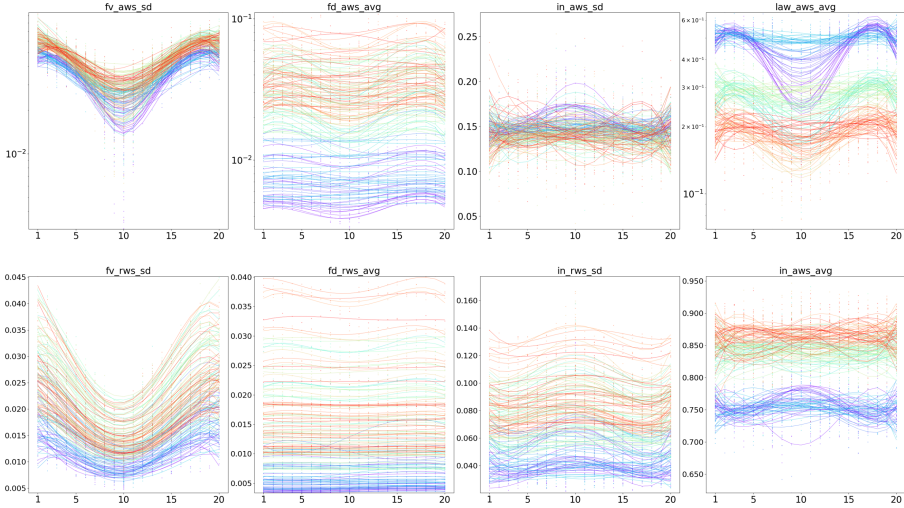 fv_aws_sd
10⁻²
1 5 10 15 20
fd_aws_avg
10⁻¹
10⁻²
1 5 10 15 20
in_aws_sd
0.25
0.20
0.15
0.10
0.05
1 5 10 15 20
law_aws_avg
6×10⁻¹
4×10⁻¹
3×10⁻¹
2×10⁻¹
10⁻¹
1 5 10 15 20
fv_rws_sd
0.045
0.040
0.035
0.030
0.025
0.020
0.015
0.010
0.005
1 5 10 15 20
fd_rws_avg
0.040
0.035
0.030
0.025
0.020
0.015
0.010
0.005
1 5 10 15 20
in_rws_sd
0.160
0.140
0.120
0.100
0.080
0.060
0.040
1 5 10 15 20
in_aws_avg
0.950
0.900
0.850
0.800
0.750
0.700
0.650
1 5 10 15 20